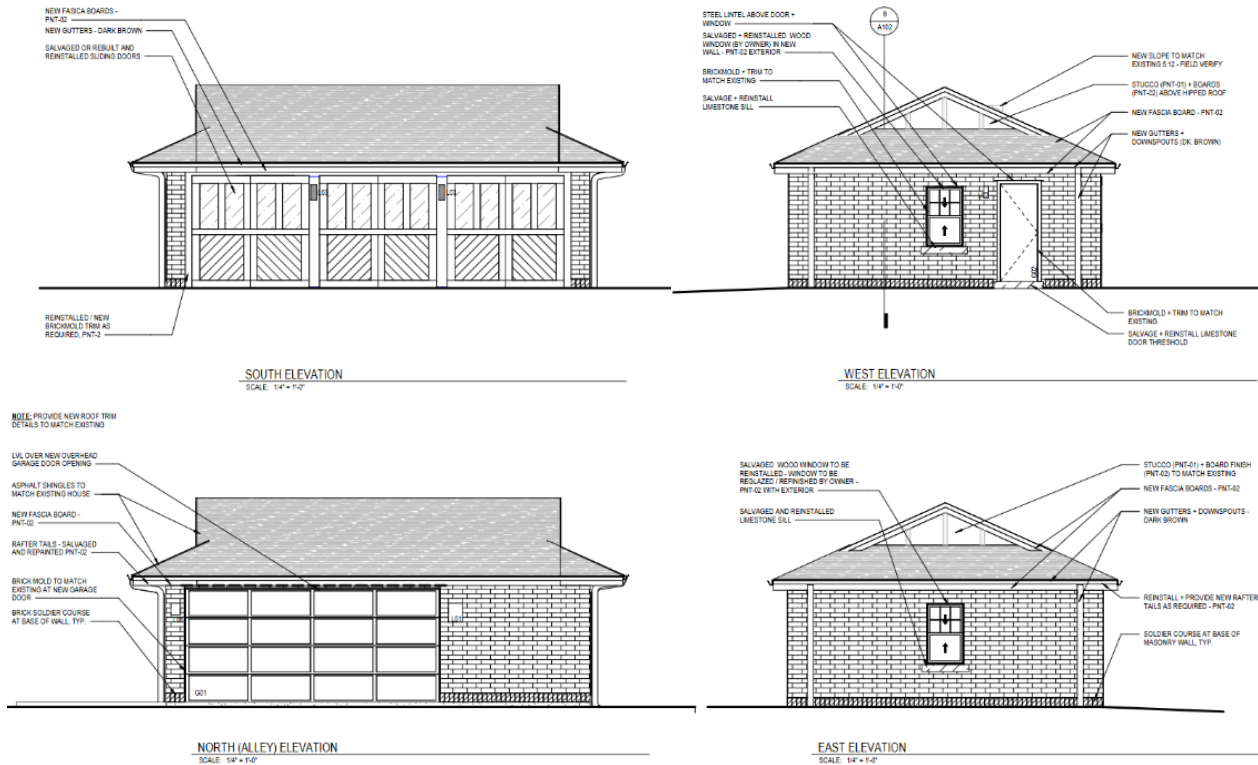 NEW FASICA BOARDS -
PNT-02
NEW GUTTERS - DARK BROWN
SALVAGED OR REBUILT AND
REINSTALLED SLIDING DOORS
L03
L03
REINSTALLED / NEW
BRICKMOLD TRIM AS
REQUIRED, PNT-2
SOUTH ELEVATION
SCALE: 1/4" = 1'-0"
STEEL LINTEL ABOVE DOOR +
WINDOW
SALVAGED + REINSTALLED WOOD
WINDOW (BY OWNER) IN NEW
WALL - PNT-02 EXTERIOR
BRICKMOLD + TRIM TO
MATCH EXISTING
SALVAGE + REINSTALL
LIMESTONE SILL
A102
NEW SLOPE TO MATCH
EXISTING 5:12 - FIELD VERIFY
STUCCO (PNT-01) + BOARDS
(PNT-02) ABOVE HIPPED ROOF
NEW FASCIA BOARD - PNT-02
NEW GUTTERS +
DOWNSPOUTS (DK. BROWN)
G02
BRICKMOLD + TRIM TO MATCH
EXISTING
SALVAGE + REINSTALL LIMESTONE
DOOR THRESHOLD
WEST ELEVATION
SCALE: 1/4" = 1'-0"
NOTE: PROVIDE NEW ROOF TRIM
DETAILS TO MATCH EXISTING
LVL OVER NEW OVERHEAD
GARAGE DOOR OPENING
ASPHALT SHINGLES TO
MATCH EXISTING HOUSE
NEW FASCIA BOARD -
PNT-02
RAFTER TAILS - SALVAGED
AND REPAINTED PNT-02
BRICK MOLD TO MATCH
EXISTING AT NEW GARAGE
DOOR
BRICK SOLDIER COURSE
AT BASE OF WALL, TYP.
L01
G01
NORTH (ALLEY) ELEVATION
SCALE: 1/4" = 1'-0"
SALVAGED WOOD WINDOW TO BE
REINSTALLED - WINDOW TO BE
REGLAZED / REFINISHED BY OWNER -
PNT-02 WITH EXTERIOR
SALVAGED AND REINSTALLED
LIMESTONE SILL
STUCCO (PNT-01) + BOARD FINISH
(PNT-02) TO MATCH EXISTING
NEW FASCIA BOARDS - PNT-02
NEW GUTTERS + DOWNSPOUTS -
DARK BROWN
REINSTALL + PROVIDE NEW RAFTER
TAILS AS REQUIRED - PNT-02
SOLDIER COURSE AT BASE OF
MASONRY WALL, TYP.
EAST ELEVATION
SCALE: 1/4" = 1'-0"